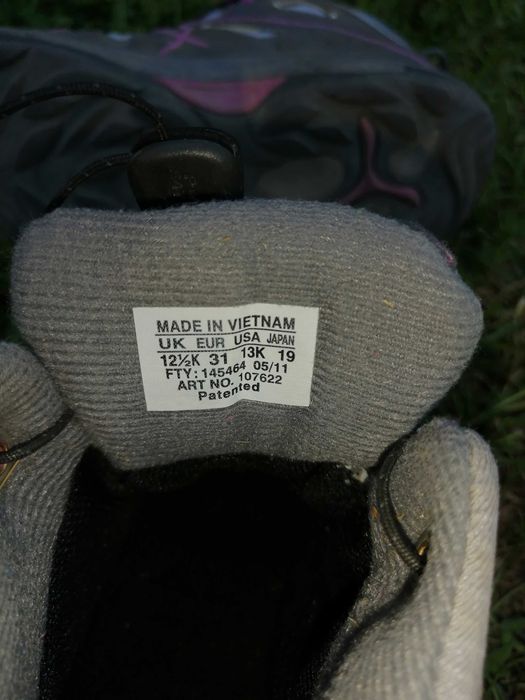 MADE IN VIETNAM
UK EUR USA JAPAN
12½K 31 13K 19
FTY: 145464 05/11
ART NO. 107622
Patented